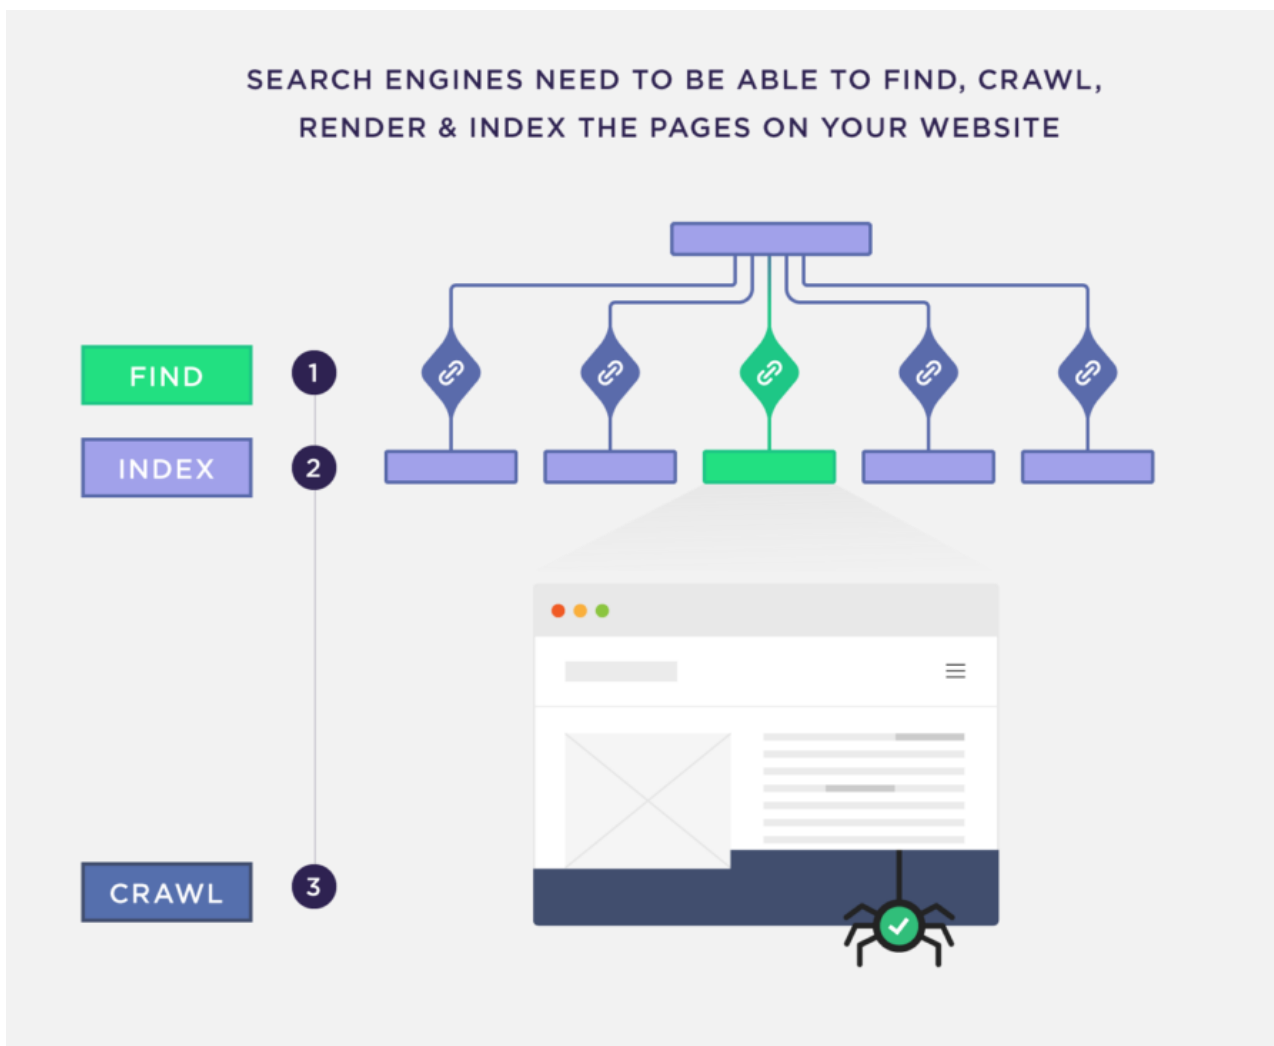 SEARCH ENGINES NEED TO BE ABLE TO FIND, CRAWL,
RENDER & INDEX THE PAGES ON YOUR WEBSITE
FIND 1
INDEX 2
CRAWL 3